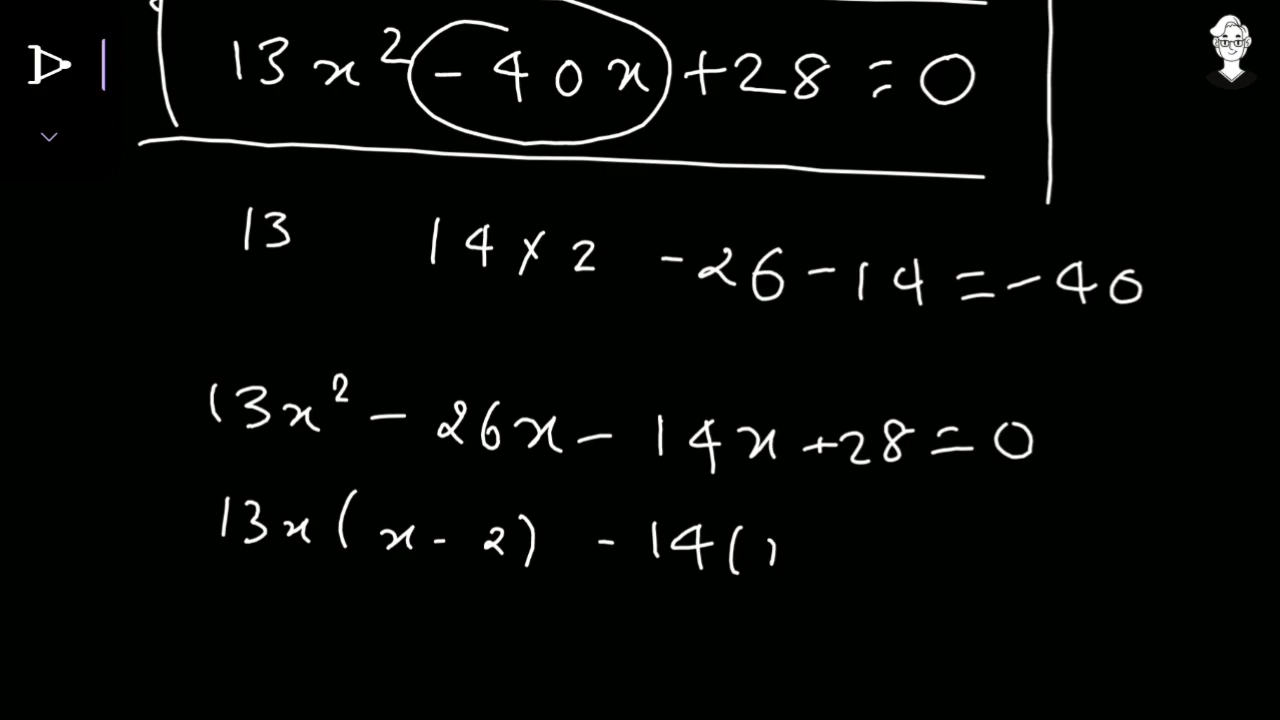 13x² - 40x + 28 = 0
13 14 × 2 - 26 - 14 = - 40
13x² - 26x - 14x + 28 = 0
13x ( x - 2 ) - 14 (